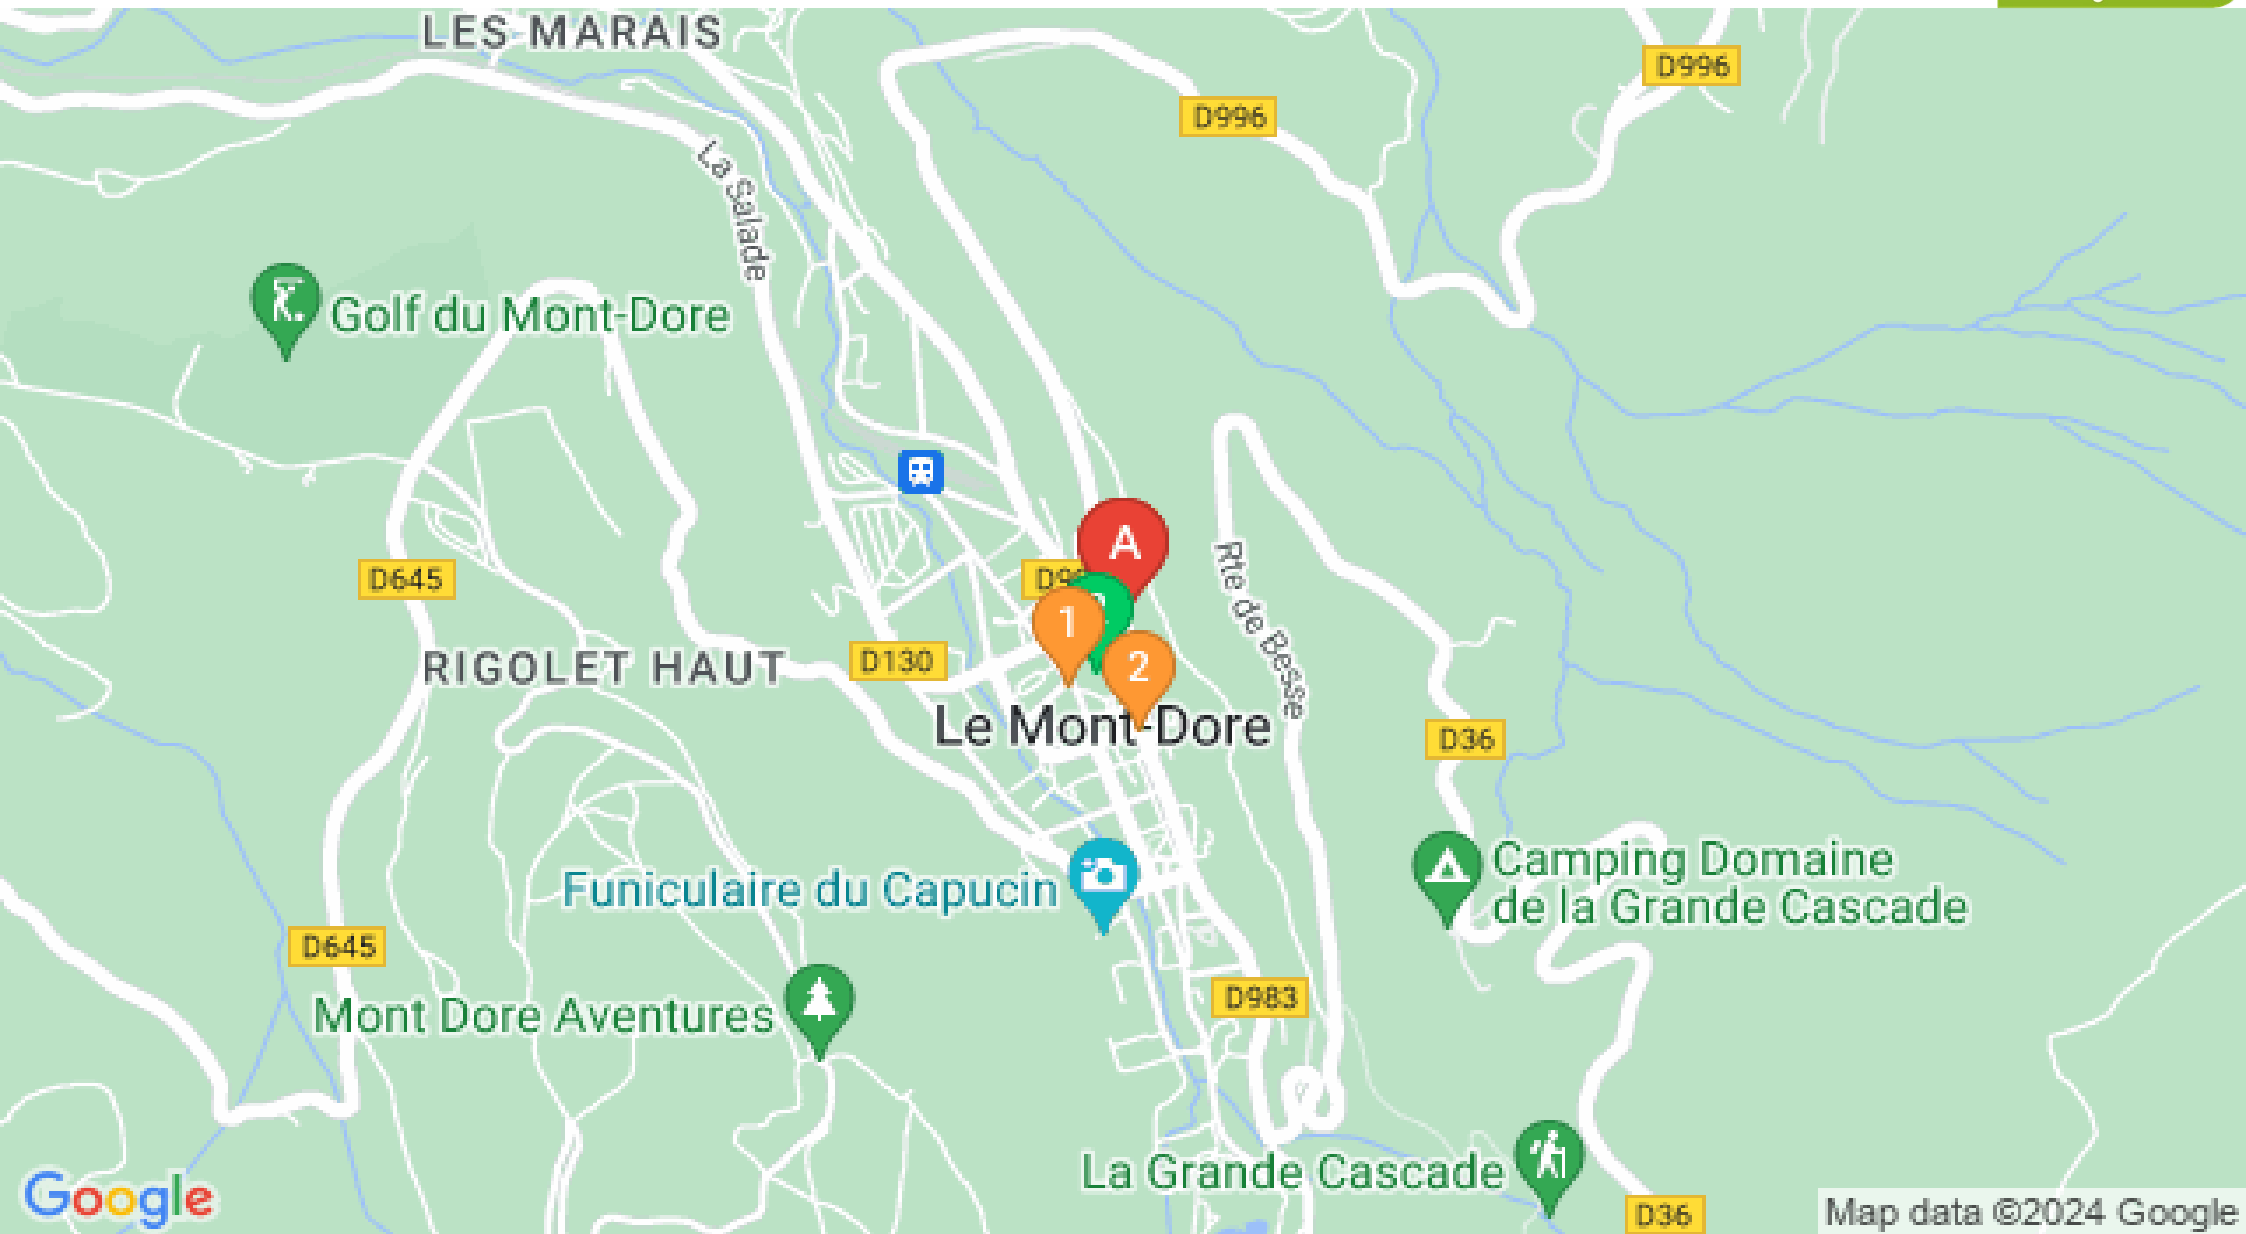 LES MARAIS
D996
D996
La Salade
Golf du Mont-Dore
A
D645
1
2
Rte de Besse
RIGOLET HAUT
D130
Le Mont-Dore
D36
Funiculaire du Capucin
Camping Domaine
de la Grande Cascade
D645
Mont Dore Aventures
D983
La Grande Cascade
Google
D36
Map data ©2024 Google